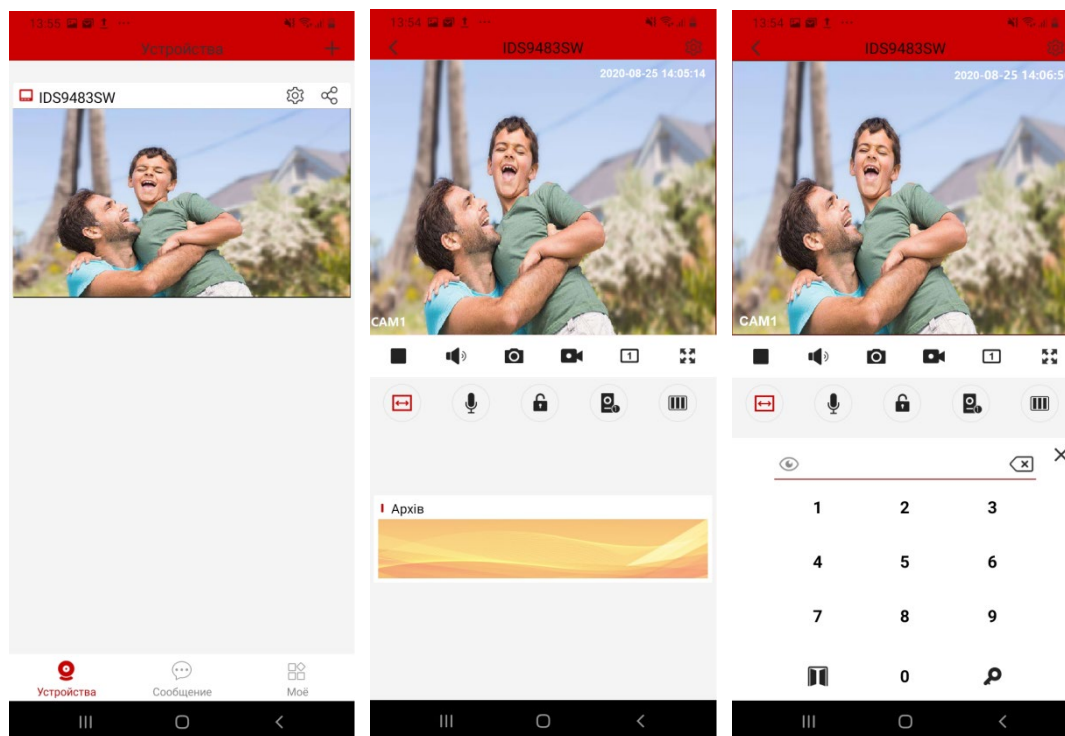 13:55
Устройства
IDS9483SW
Устройства
Сообщение
Моё
13:54
IDS9483SW
2020-08-25 14:05:14
CAM1
1
Архів
13:54
IDS9483SW
2020-08-25 14:06:5
CAM1
1
1 2 3
4 5 6
7 8 9
0